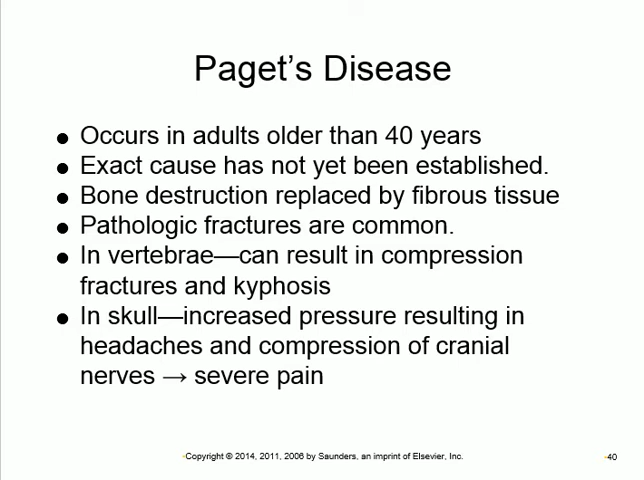 Paget's Disease
● Occurs in adults older than 40 years
● Exact cause has not yet been established.
● Bone destruction replaced by fibrous tissue
● Pathologic fractures are common.
● In vertebrae—can result in compression
fractures and kyphosis
● In skull—increased pressure resulting in
headaches and compression of cranial
nerves → severe pain
Copyright © 2014, 2011, 2006 by Saunders, an imprint of Elsevier, Inc.
40